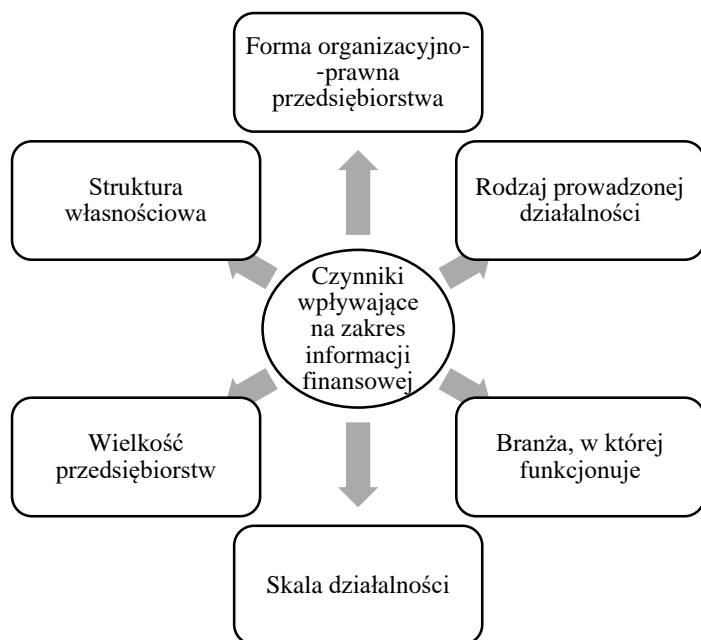 Forma organizacyjno-
-prawna
przedsiębiorstwa
Struktura
własnościowa
Rodzaj prowadzonej
działalności
Czynniki
wpływające
na zakres
informacji
finansowej
Wielkość
przedsiębiorstw
Branża, w której
funkcjonuje
Skala działalności